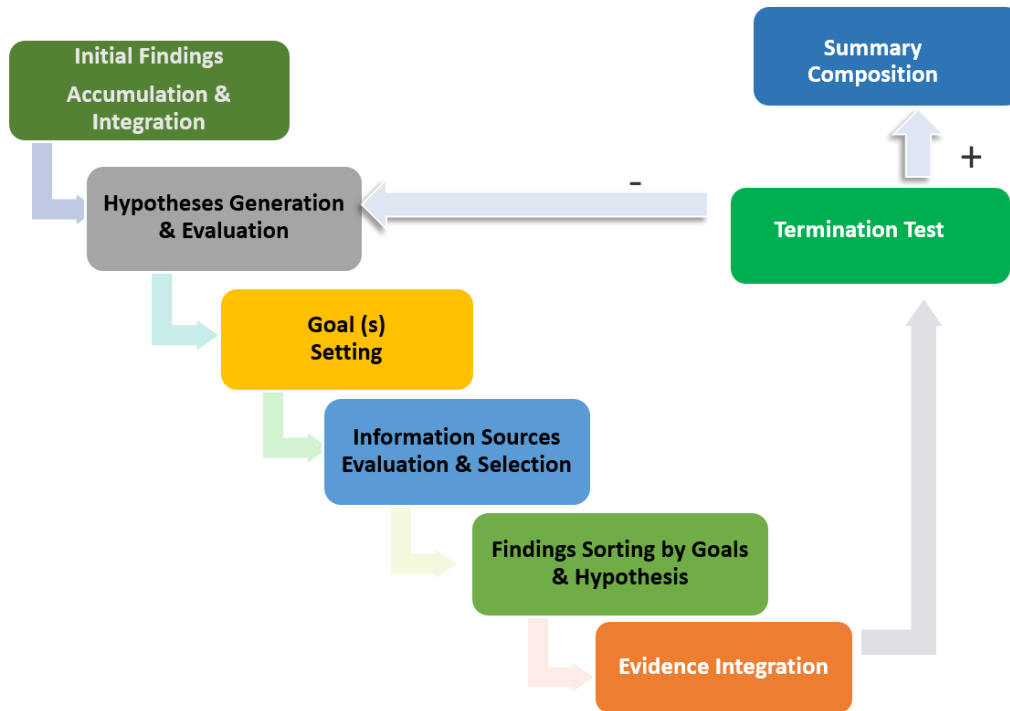 Initial Findings
Accumulation &
Integration
Summary
Composition
+
-
Hypotheses Generation
& Evaluation
Termination Test
Goal (s)
Setting
Information Sources
Evaluation & Selection
Findings Sorting by Goals
& Hypothesis
Evidence Integration